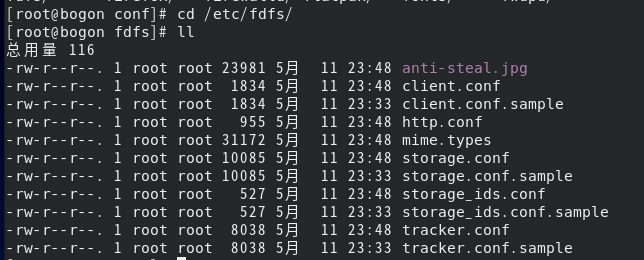 [root@bogon conf]# cd /etc/fdfs/
[root@bogon fdfs]# ll
总用量 116
-rw-r--r--. 1 root root 23981 5月  11 23:48 anti-steal.jpg
-rw-r--r--. 1 root root  1834 5月  11 23:48 client.conf
-rw-r--r--. 1 root root  1834 5月  11 23:33 client.conf.sample
-rw-r--r--. 1 root root   955 5月  11 23:48 http.conf
-rw-r--r--. 1 root root 31172 5月  11 23:48 mime.types
-rw-r--r--. 1 root root 10085 5月  11 23:48 storage.conf
-rw-r--r--. 1 root root 10085 5月  11 23:33 storage.conf.sample
-rw-r--r--. 1 root root   527 5月  11 23:48 storage_ids.conf
-rw-r--r--. 1 root root   527 5月  11 23:33 storage_ids.conf.sample
-rw-r--r--. 1 root root  8038 5月  11 23:48 tracker.conf
-rw-r--r--. 1 root root  8038 5月  11 23:33 tracker.conf.sample